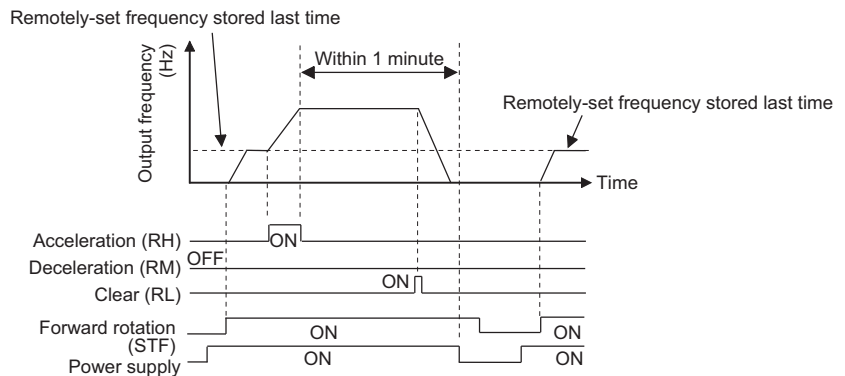 Remotely-set frequency stored last time
Output frequency
(Hz)
Within 1 minute
Remotely-set frequency stored last time
Time
Acceleration (RH)
ON
Deceleration (RM)
OFF
Clear (RL)
ON
Forward rotation
(STF)
ON
ON
Power supply
ON
ON